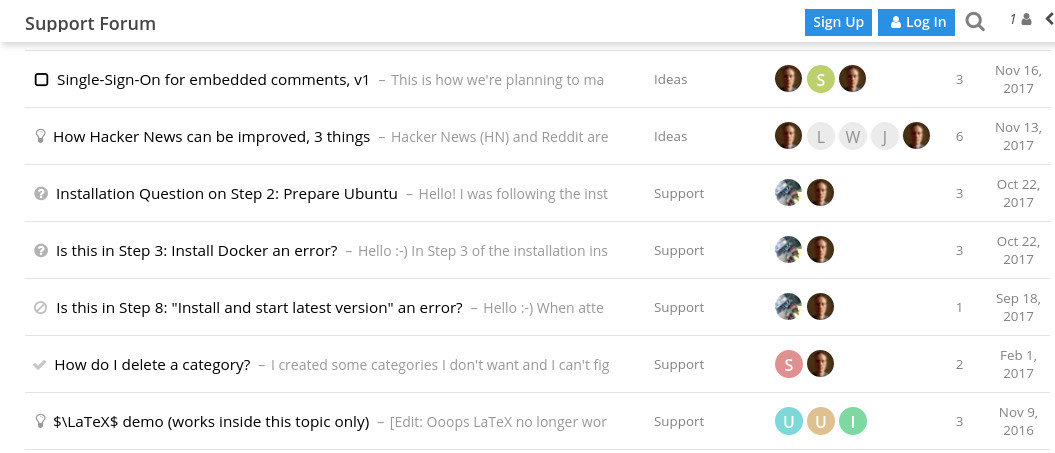 Support Forum Sign Up Log In 1
Single-Sign-On for embedded comments, v1 – This is how we're planning to ma Ideas S 3 Nov 16, 2017
How Hacker News can be improved, 3 things – Hacker News (HN) and Reddit are Ideas L W J 6 Nov 13, 2017
? Installation Question on Step 2: Prepare Ubuntu – Hello! I was following the inst Support 3 Oct 22, 2017
? Is this in Step 3: Install Docker an error? – Hello :-) In Step 3 of the installation ins Support 3 Oct 22, 2017
Is this in Step 8: "Install and start latest version" an error? – Hello :-) When atte Support 1 Sep 18, 2017
How do I delete a category? – I created some categories I don't want and I can't fig Support S 2 Feb 1, 2017
$\LaTeX$ demo (works inside this topic only) – [Edit: Ooops LaTeX no longer wor Support U U I 3 Nov 9, 2016